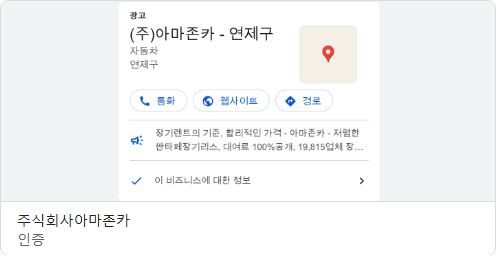 광고
(주)아마존카 - 연제구
자동차
연제구
통화
웹사이트
경로
장기렌트의 기준, 합리적인 가격 - 아마존카 - 저렴한
싼타페장기리스, 대여료 100%공개, 19,815업체 장...
이 비즈니스에 대한 정보
주식회사아마존카
인증